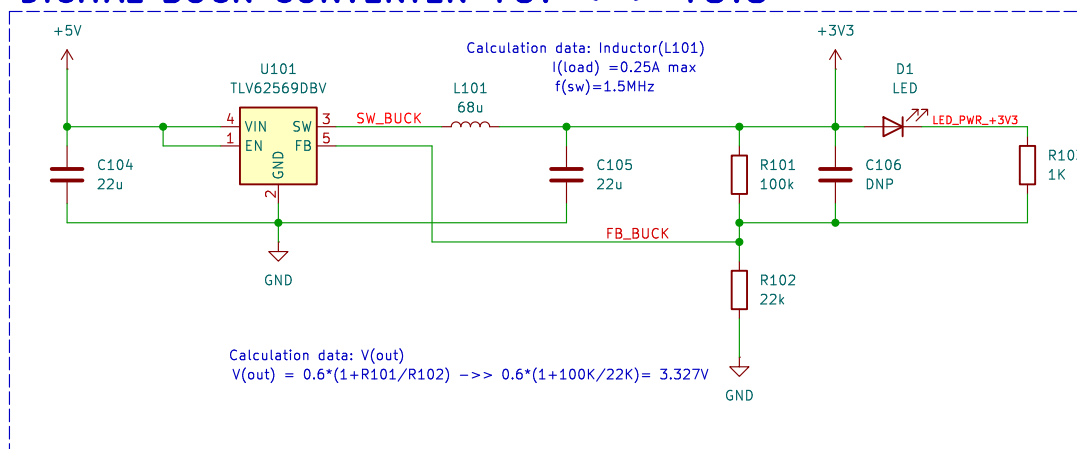 +5V
+3V3
Calculation data: Inductor(L101)
I(load) =0.25A max
f(sw)=1.5MHz
U101
TLV62569DBV
L101
68u
D1
LED
4
VIN
SW
3
SW_BUCK
LED_PWR_+3V3
1
EN
FB
5
GND
2
C104
22u
C105
22u
R101
100k
C106
DNP
1K
FB_BUCK
GND
R102
22k
Calculation data: V(out)
V(out) = 0.6*(1+R101/R102) ->> 0.6*(1+100K/22K)= 3.327V
GND